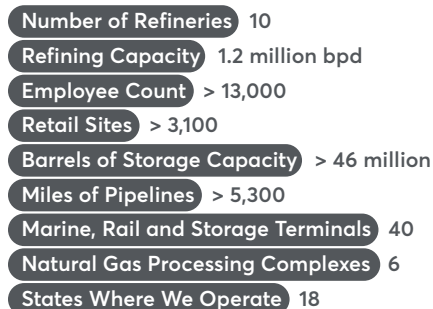 Number of Refineries 10
Refining Capacity 1.2 million bpd
Employee Count > 13,000
Retail Sites > 3,100
Barrels of Storage Capacity > 46 million
Miles of Pipelines > 5,300
Marine, Rail and Storage Terminals 40
Natural Gas Processing Complexes 6
States Where We Operate 18